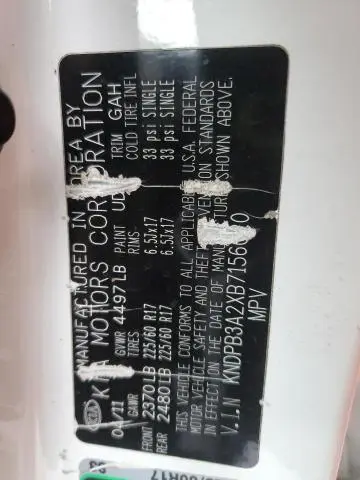 MANUFACTURED IN KOREA BY
KIA MOTORS CORPORATION
04/11 GVWR 4497LB PAINT UD TRIM GAH
GAWR TIRES RIMS COLD TIRE INFL
FRONT 2370LB 225/60 R17 6.5Jx17 33 psi SINGLE
REAR 2480LB 225/60 R17 6.5Jx17 33 psi SINGLE
THIS VEHICLE CONFORMS TO ALL APPLICABLE U.S.A. FEDERAL
MOTOR VEHICLE SAFETY AND THEFT PREVENTION STANDARDS
IN EFFECT ON THE DATE OF MANUFACTURE SHOWN ABOVE.
V.I.N
MPV